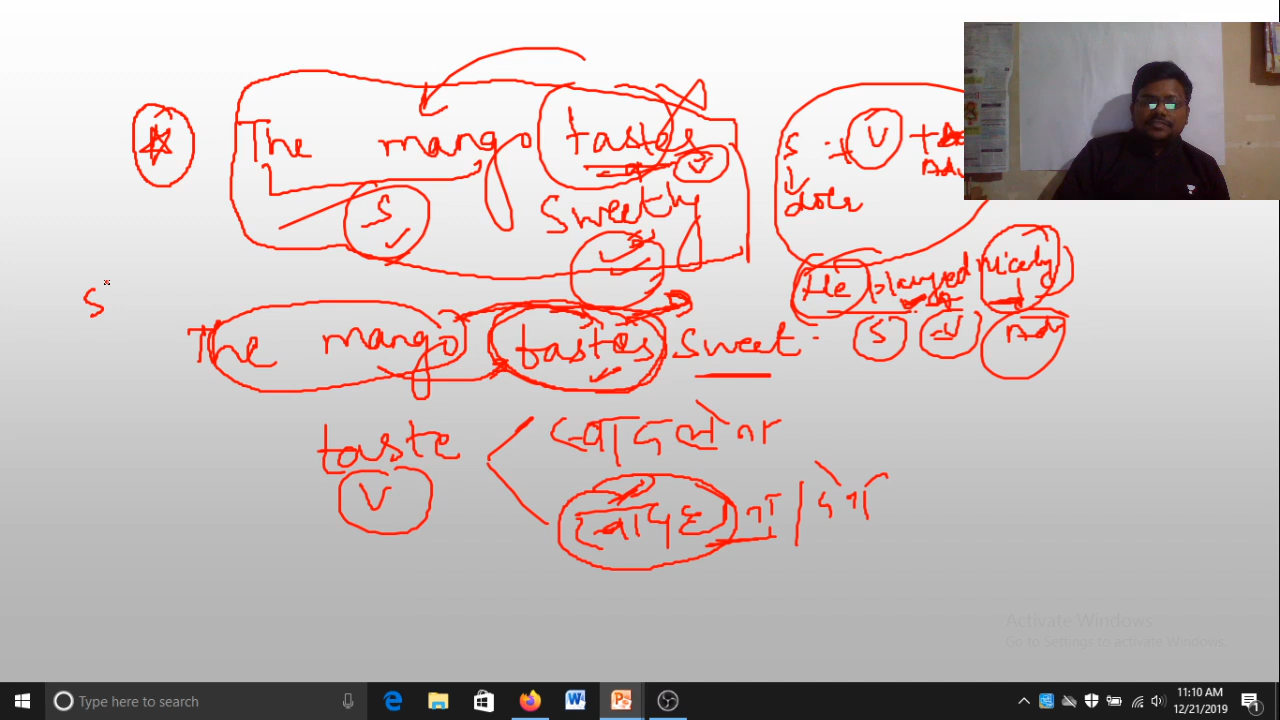 The mango tastes
V
S
Sweetly
S + V +
Adv
does
He played nicely
S V Adv
S
The mango tastes sweet.
taste
V
Activate Windows
Go to Settings to activate Windows.
Type here to search
11:10 AM
12/21/2019